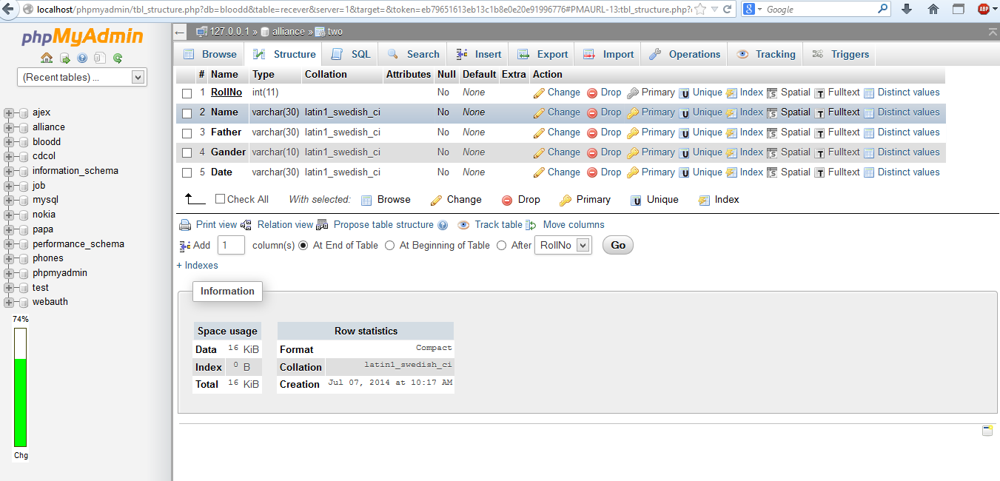 localhost/phpmyadmin/tbl_structure.php?db=bloodd&table=recever&server=1&target=&token=eb79651613eb13c1b8e0e20e91996776#PMAURL-13:tbl_structure.php?
Google
ABP
phpMyAdmin
(Recent tables) ...
ajex
alliance
bloodd
cdcol
information_schema
job
mysql
nokia
papa
performance_schema
phones
phpmyadmin
test
webauth
74%
Chg
127.0.0.1 » alliance » two
Browse Structure SQL Search Insert Export Import Operations Tracking Triggers
# Name Type Collation Attributes Null Default Extra Action
1 RollNo int(11) No None Change Drop Primary Unique Index Spatial Fulltext Distinct values
2 Name varchar(30) latin1_swedish_ci No None Change Drop Primary Unique Index Spatial Fulltext Distinct values
3 Father varchar(30) latin1_swedish_ci No None Change Drop Primary Unique Index Spatial Fulltext Distinct values
4 Gander varchar(10) latin1_swedish_ci No None Change Drop Primary Unique Index Spatial Fulltext Distinct values
5 Date varchar(30) latin1_swedish_ci No None Change Drop Primary Unique Index Spatial Fulltext Distinct values
Check All With selected: Browse Change Drop Primary Unique Index
Print view Relation view Propose table structure Track table Move columns
Add 1 column(s) At End of Table At Beginning of Table After RollNo Go
+ Indexes
Information
Space usage
Data 16 KiB
Index 0 B
Total 16 KiB
Row statistics
Format Compact
Collation latin1_swedish_ci
Creation Jul 07, 2014 at 10:17 AM